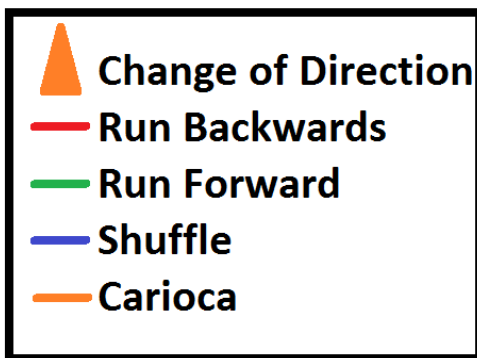 Change of Direction
Run Backwards
Run Forward
Shuffle
Carioca